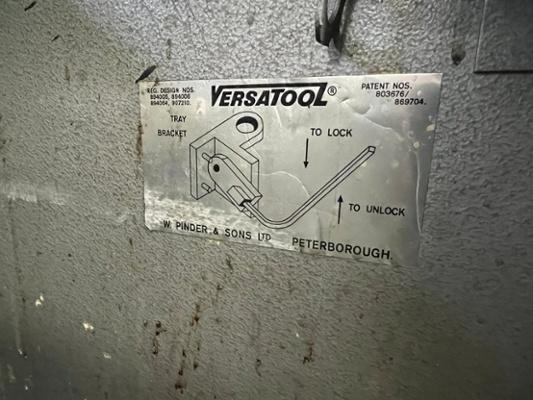 REG. DESIGN NOS.
894005, 894006
894064, 907210.
VERSATOOL®
PATENT NOS.
803676/
869704.
TRAY
BRACKET
TO LOCK
TO UNLOCK
W. PINDER & SONS LTD PETERBOROUGH.